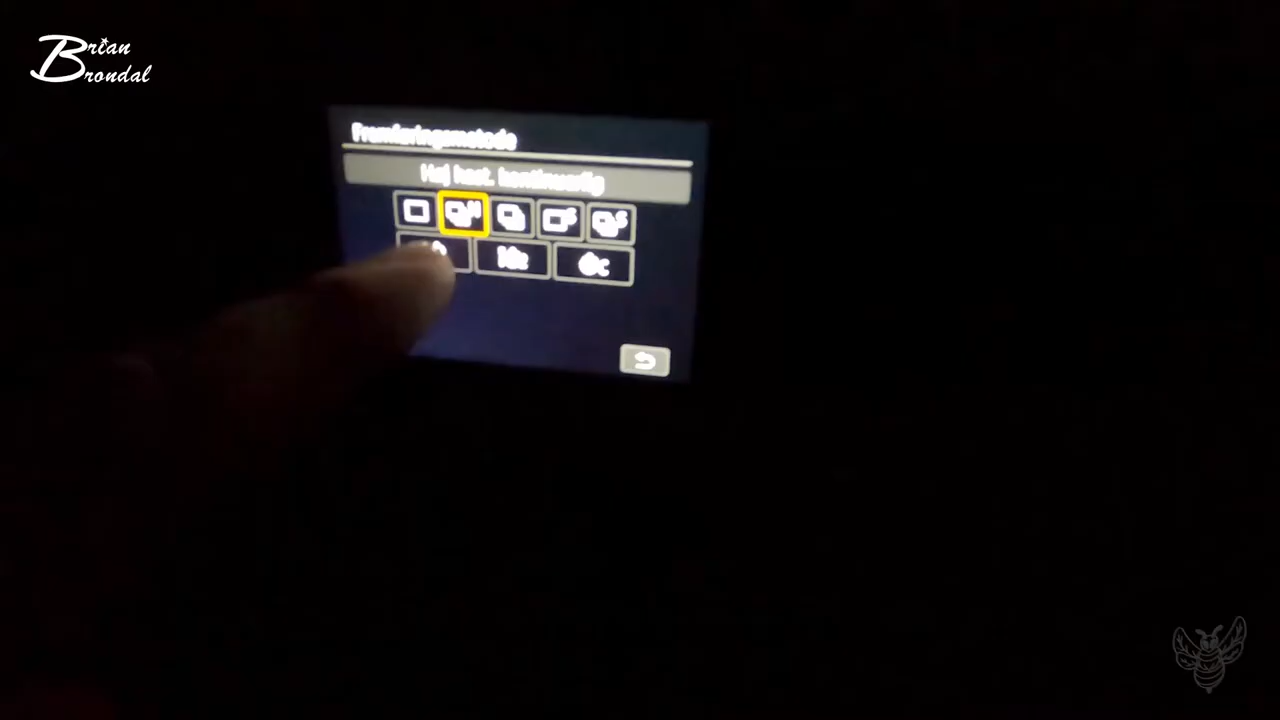 Brian
Brondal
Fremføringsmetode
Høj hast. kontinuerlig
H
S
S